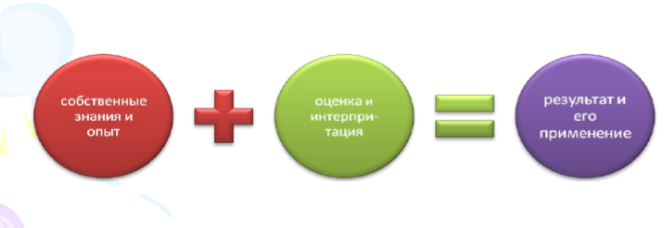 собственные
знания и
опыт
оценка и
интерпри-
тация
результат и
его
применение